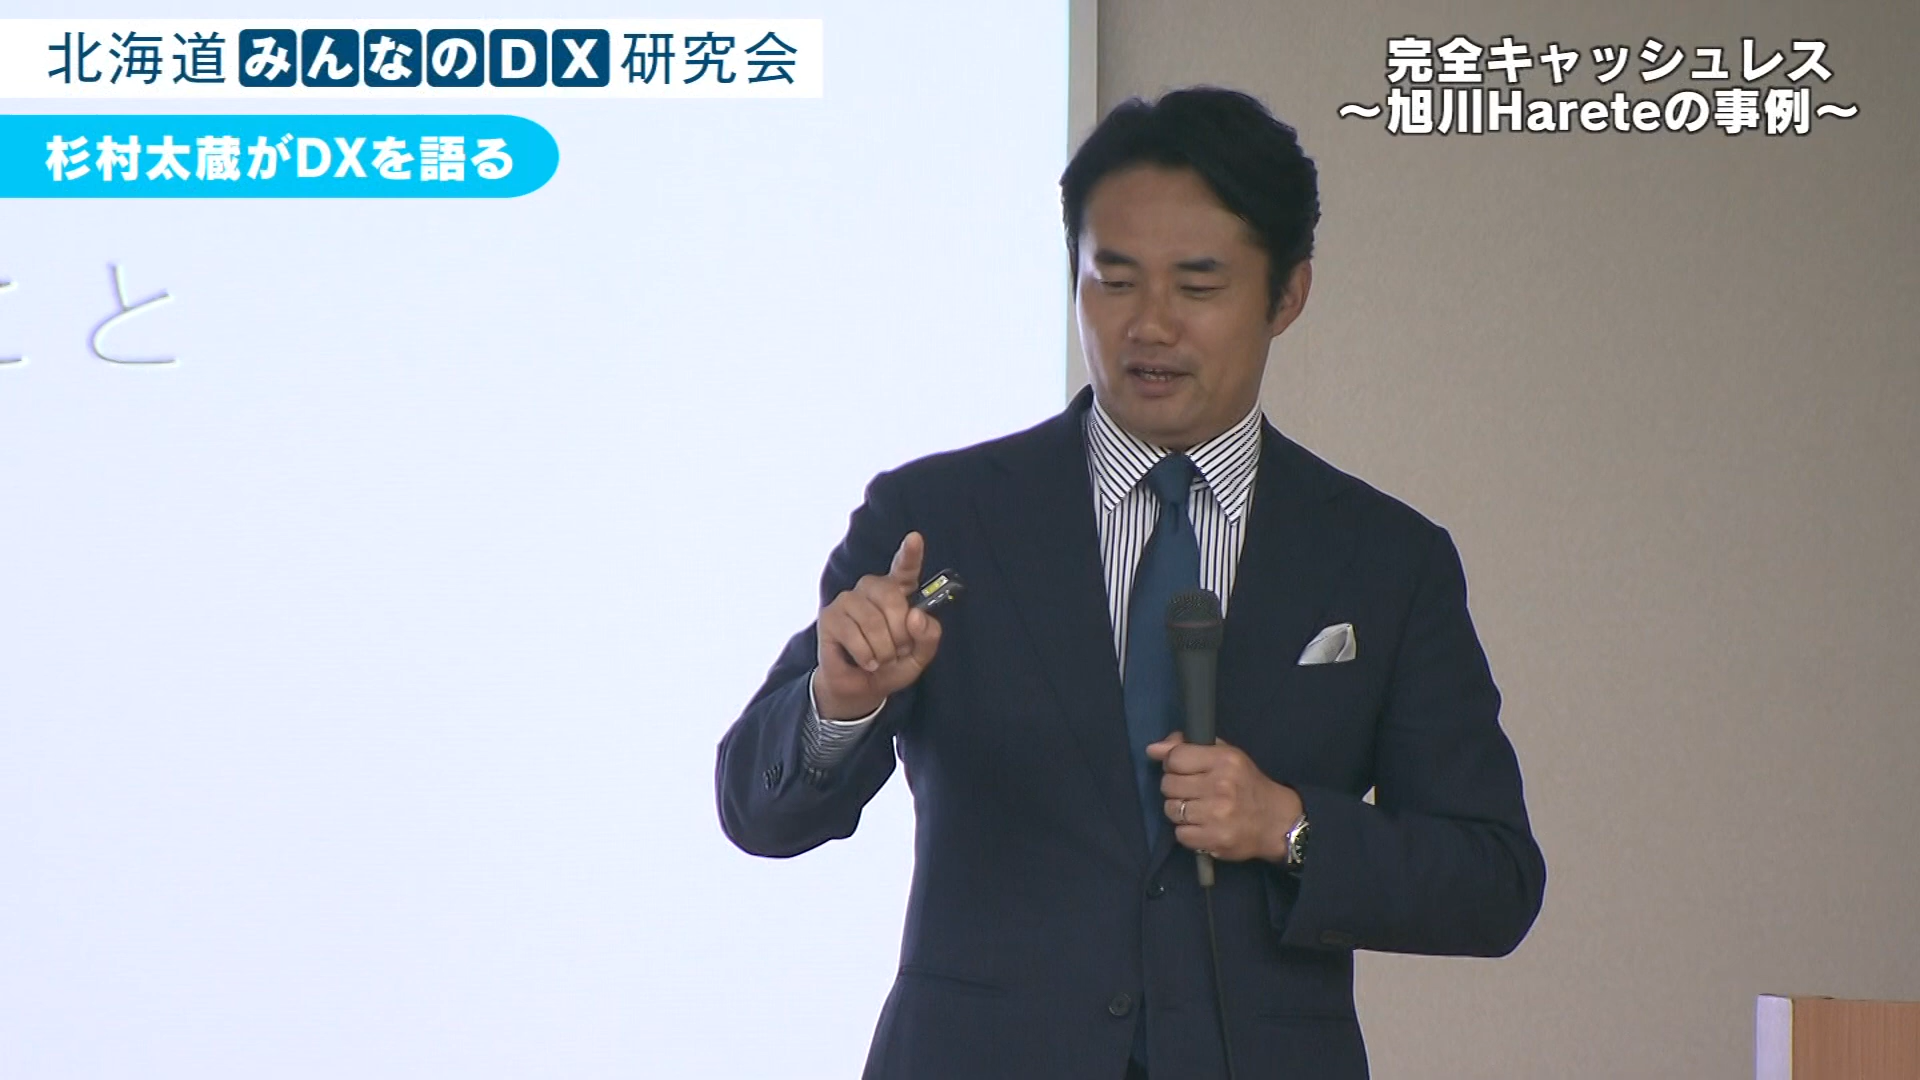 北海道みんなのDX研究会
完全キャッシュレス
～旭川Hareteの事例～
杉村太蔵がDXを語る
こと